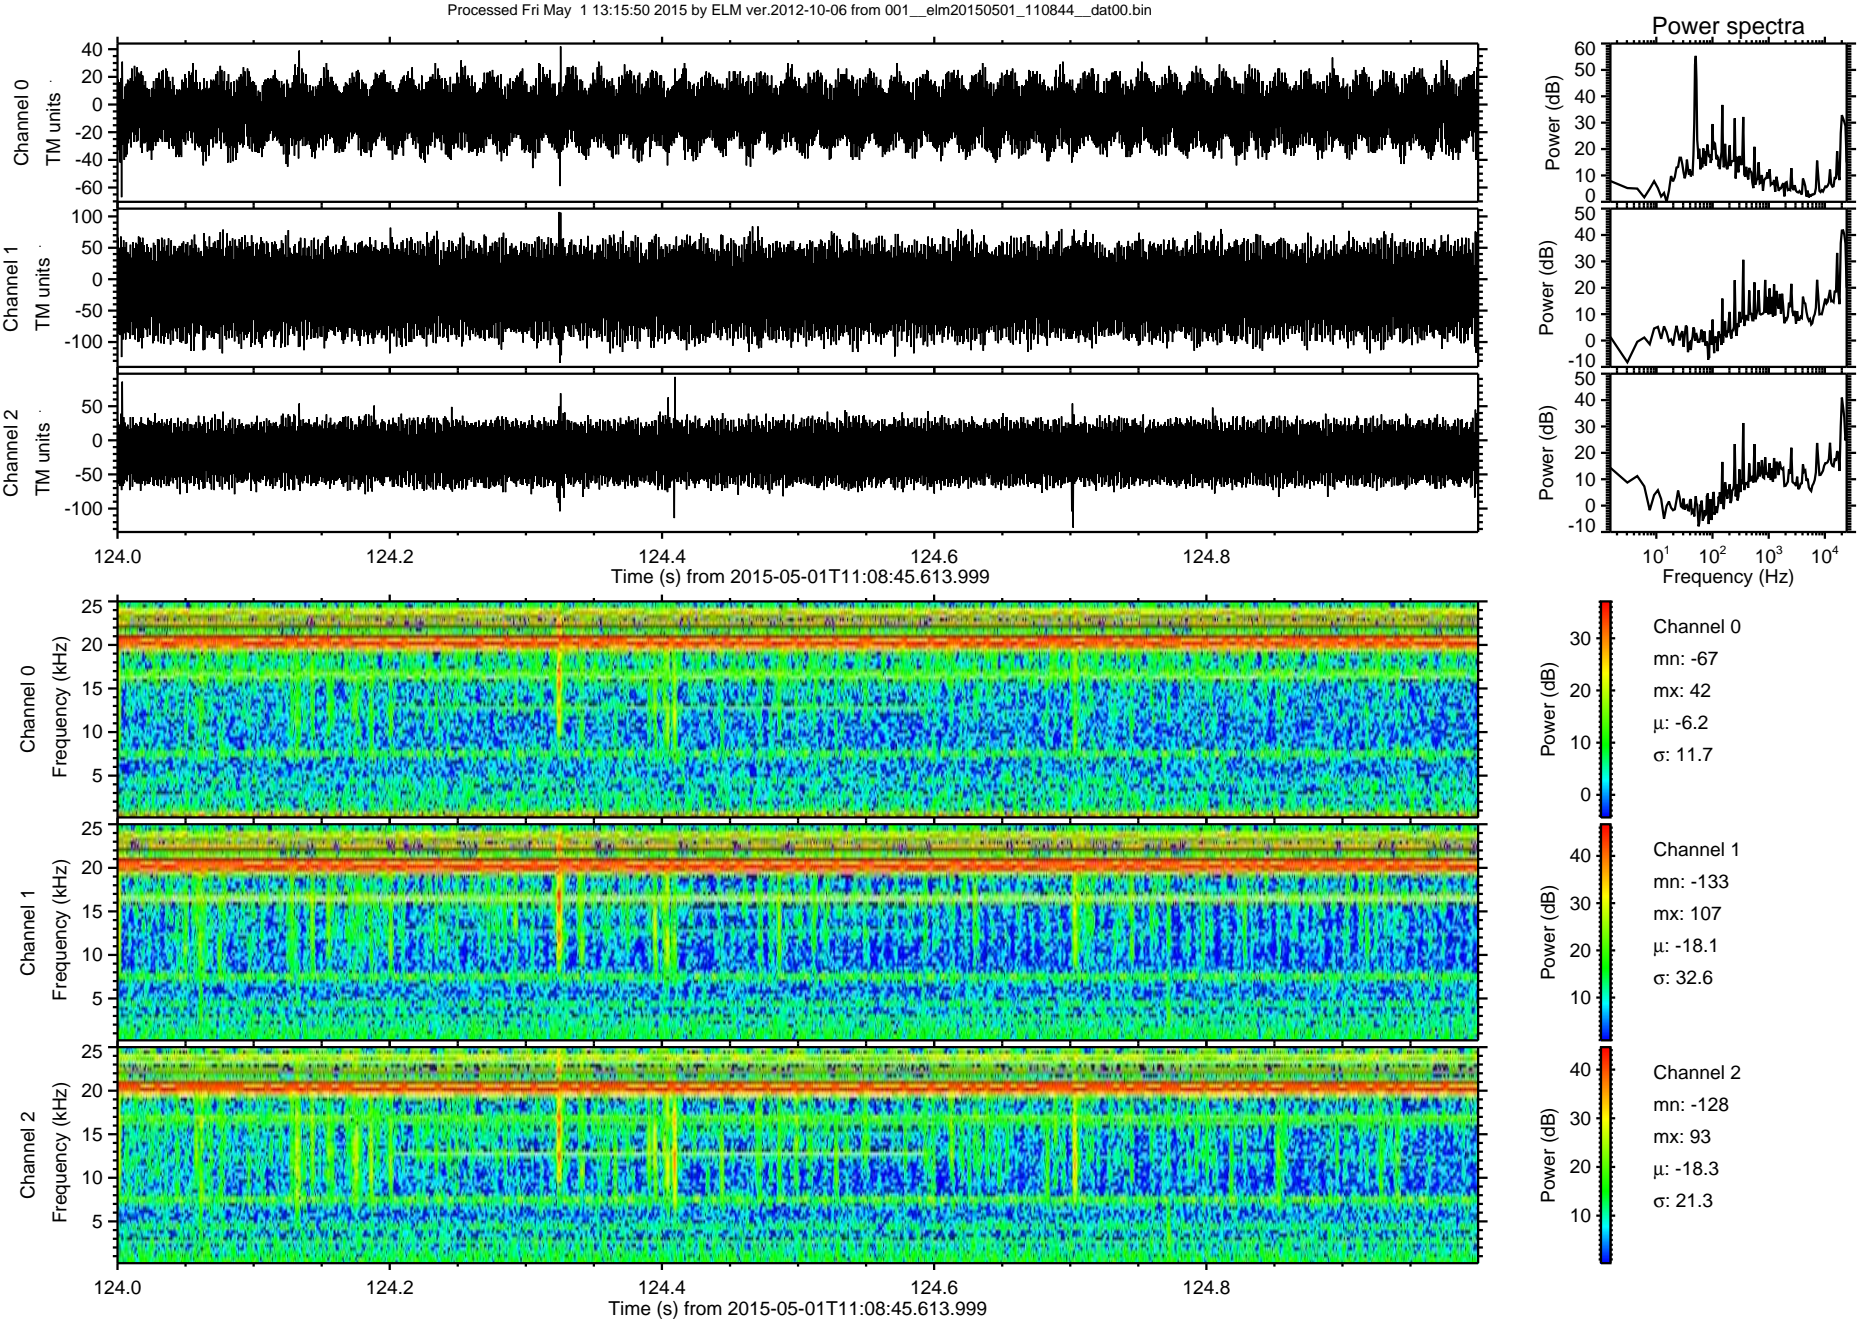 Processed Fri May  1 13:15:50 2015 by ELM ver.2012-10-06 from 001__elm20150501_110844__dat00.bin
Power spectra
Channel 0
TM units
40
20
0
-20
-40
-60
Power (dB)
60
50
40
30
20
10
0
Channel 1
TM units
100
50
0
-50
-100
Power (dB)
50
40
30
20
10
0
-10
Channel 2
TM units
50
0
-50
-100
Power (dB)
50
40
30
20
10
0
-10
124.0 124.2 124.4 124.6 124.8
Time (s) from 2015-05-01T11:08:45.613.999
10^1 10^2 10^3 10^4
Frequency (Hz)
Channel 0
Frequency (kHz)
25
20
15
10
5
Power (dB)
30
20
10
0
Channel 0
mn: -67
mx: 42
μ: -6.2
σ: 11.7
Channel 1
Frequency (kHz)
25
20
15
10
5
Power (dB)
40
30
20
10
Channel 1
mn: -133
mx: 107
μ: -18.1
σ: 32.6
Channel 2
Frequency (kHz)
25
20
15
10
5
Power (dB)
40
30
20
10
Channel 2
mn: -128
mx: 93
μ: -18.3
σ: 21.3
124.0 124.2 124.4 124.6 124.8
Time (s) from 2015-05-01T11:08:45.613.999